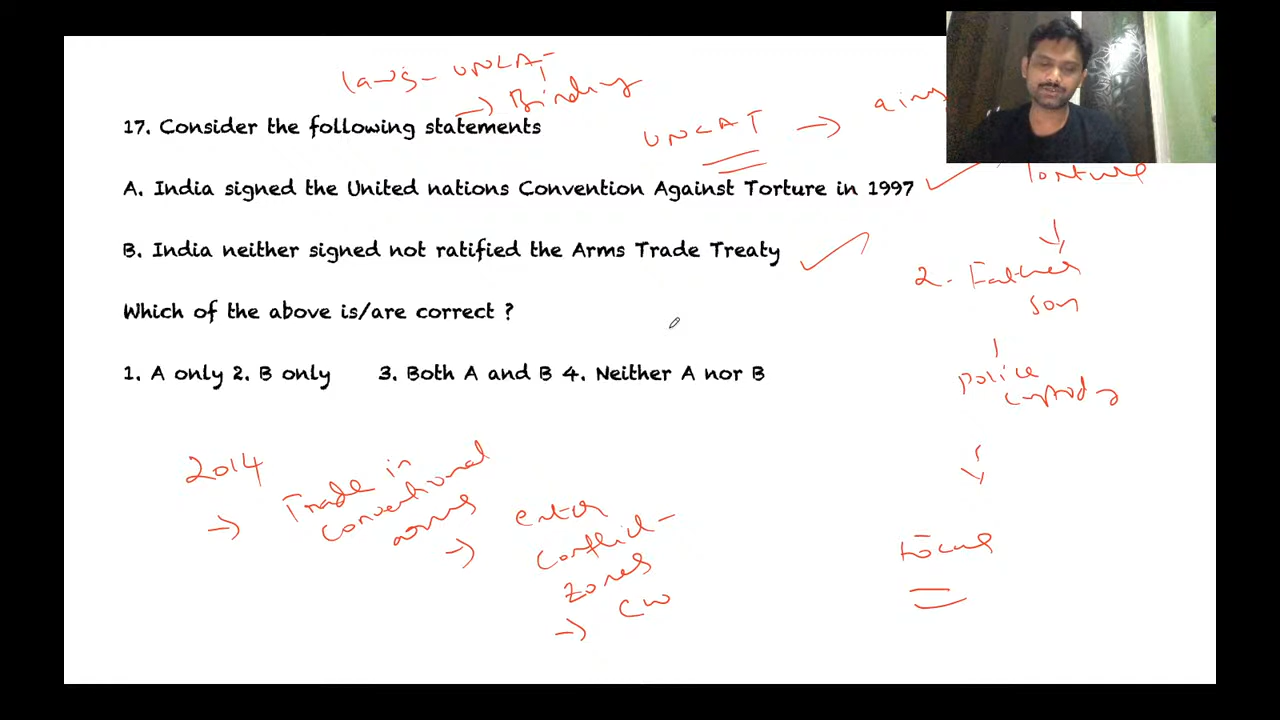 laws - UNCAT
→ Binding
UNCAT →
17. Consider the following statements
A. India signed the United nations Convention Against Torture in 1997
Torture
B. India neither signed not ratified the Arms Trade Treaty
2. Father
son
Which of the above is/are correct ?
1. A only 2. B only 3. Both A and B 4. Neither A nor B
police
custody
2014
→ Trade in
conventional
arms
→ enter
conflict
zones
→ CW
Focus